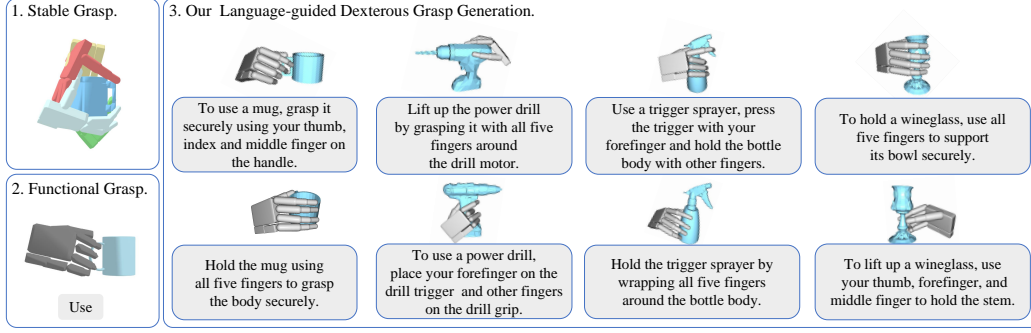 1. Stable Grasp.
2. Functional Grasp.
Use
3. Our Language-guided Dexterous Grasp Generation.
To use a mug, grasp it
securely using your thumb,
index and middle finger on
the handle.
Lift up the power drill
by grasping it with all five
fingers around
the drill motor.
Use a trigger sprayer, press
the trigger with your
forefinger and hold the bottle
body with other fingers.
To hold a wineglass, use all
five fingers to support
its bowl securely.
Hold the mug using
all five fingers to grasp
the body securely.
To use a power drill,
place your forefinger on the
drill trigger and other fingers
on the drill grip.
Hold the trigger sprayer by
wrapping all five fingers
around the bottle body.
To lift up a wineglass, use
your thumb, forefinger, and
middle finger to hold the stem.